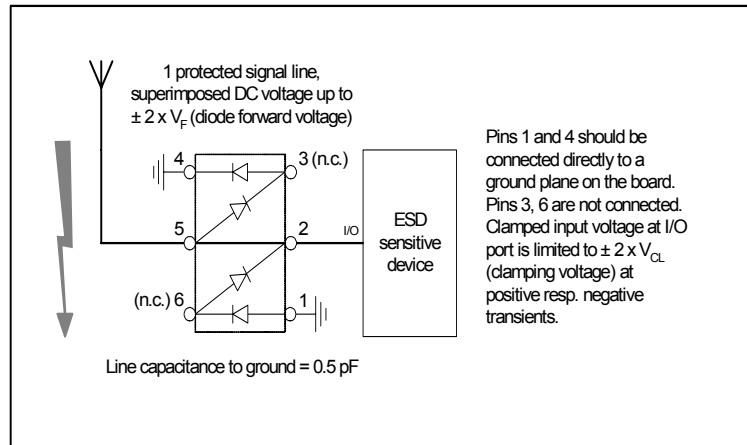 1 protected signal line,
superimposed DC voltage up to
± 2 x VF (diode forward voltage)
4
3 (n.c.)
5
2
I/O
(n.c.) 6
1
ESD
sensitive
device
Line capacitance to ground = 0.5 pF
Pins 1 and 4 should be
connected directly to a
ground plane on the board.
Pins 3, 6 are not connected.
Clamped input voltage at I/O
port is limited to ± 2 x VCL
(clamping voltage) at
positive resp. negative
transients.